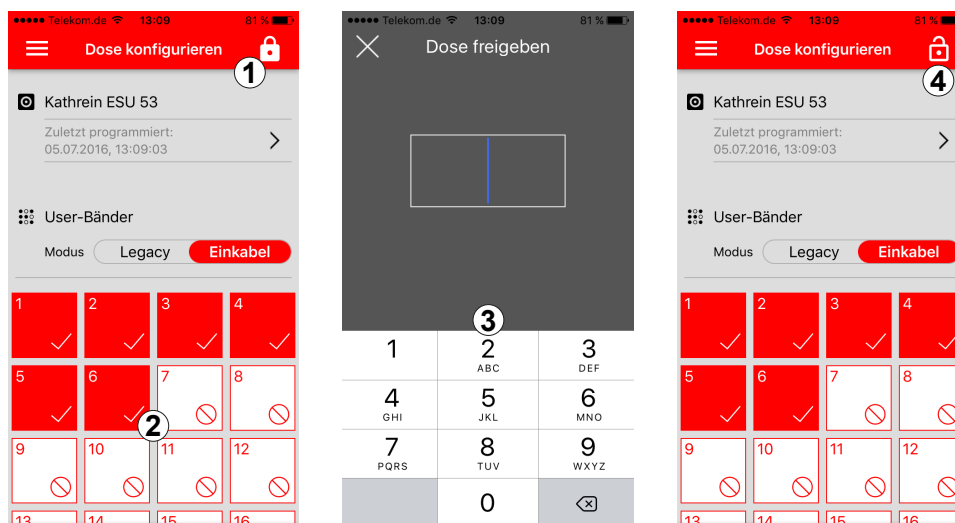 Telekom.de 13:09 81 %
Dose konfigurieren
1
Kathrein ESU 53
Zuletzt programmiert:
05.07.2016, 13:09:03
User-Bänder
Modus Legacy Einkabel
1 2 3 4
5 6 7 8
2
9 10 11 12
13 14 15 16
Telekom.de 13:09 81 %
Dose freigeben
3
1 2 3
ABC DEF
4 5 6
GHI JKL MNO
7 8 9
PQRS TUV WXYZ
0
Telekom.de 13:09 81 %
Dose konfigurieren
4
Kathrein ESU 53
Zuletzt programmiert:
05.07.2016, 13:09:03
User-Bänder
Modus Legacy Einkabel
1 2 3 4
5 6 7 8
9 10 11 12
13 14 15 16